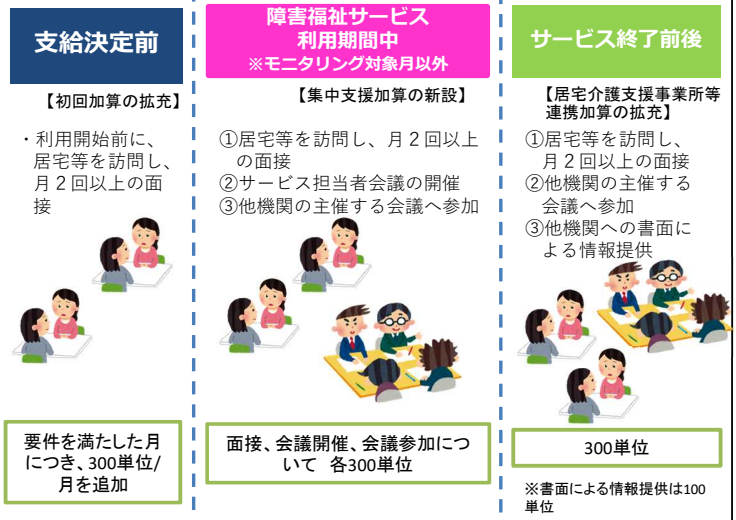 支給決定前
【初回加算の拡充】
・利用開始前に、
居宅等を訪問し、
月２回以上の面
接
要件を満たした月
につき、300単位/
月を追加
障害福祉サービス
利用期間中
※モニタリング対象月以外
【集中支援加算の新設】
①居宅等を訪問し、月２回以上
の面接
②サービス担当者会議の開催
③他機関の主催する会議へ参加
面接、会議開催、会議参加につ
いて　各300単位
サービス終了前後
【居宅介護支援事業所等
連携加算の拡充】
①居宅等を訪問し、
月２回以上の面接
②他機関の主催する
会議へ参加
③他機関への書面に
よる情報提供
300単位
※書面による情報提供は100
単位